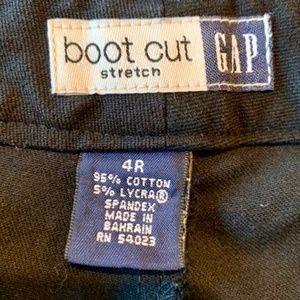 boot cut GAP
stretch
4R
95% COTTON
5% LYCRA®
SPANDEX
MADE IN
BAHRAIN
RN 54023